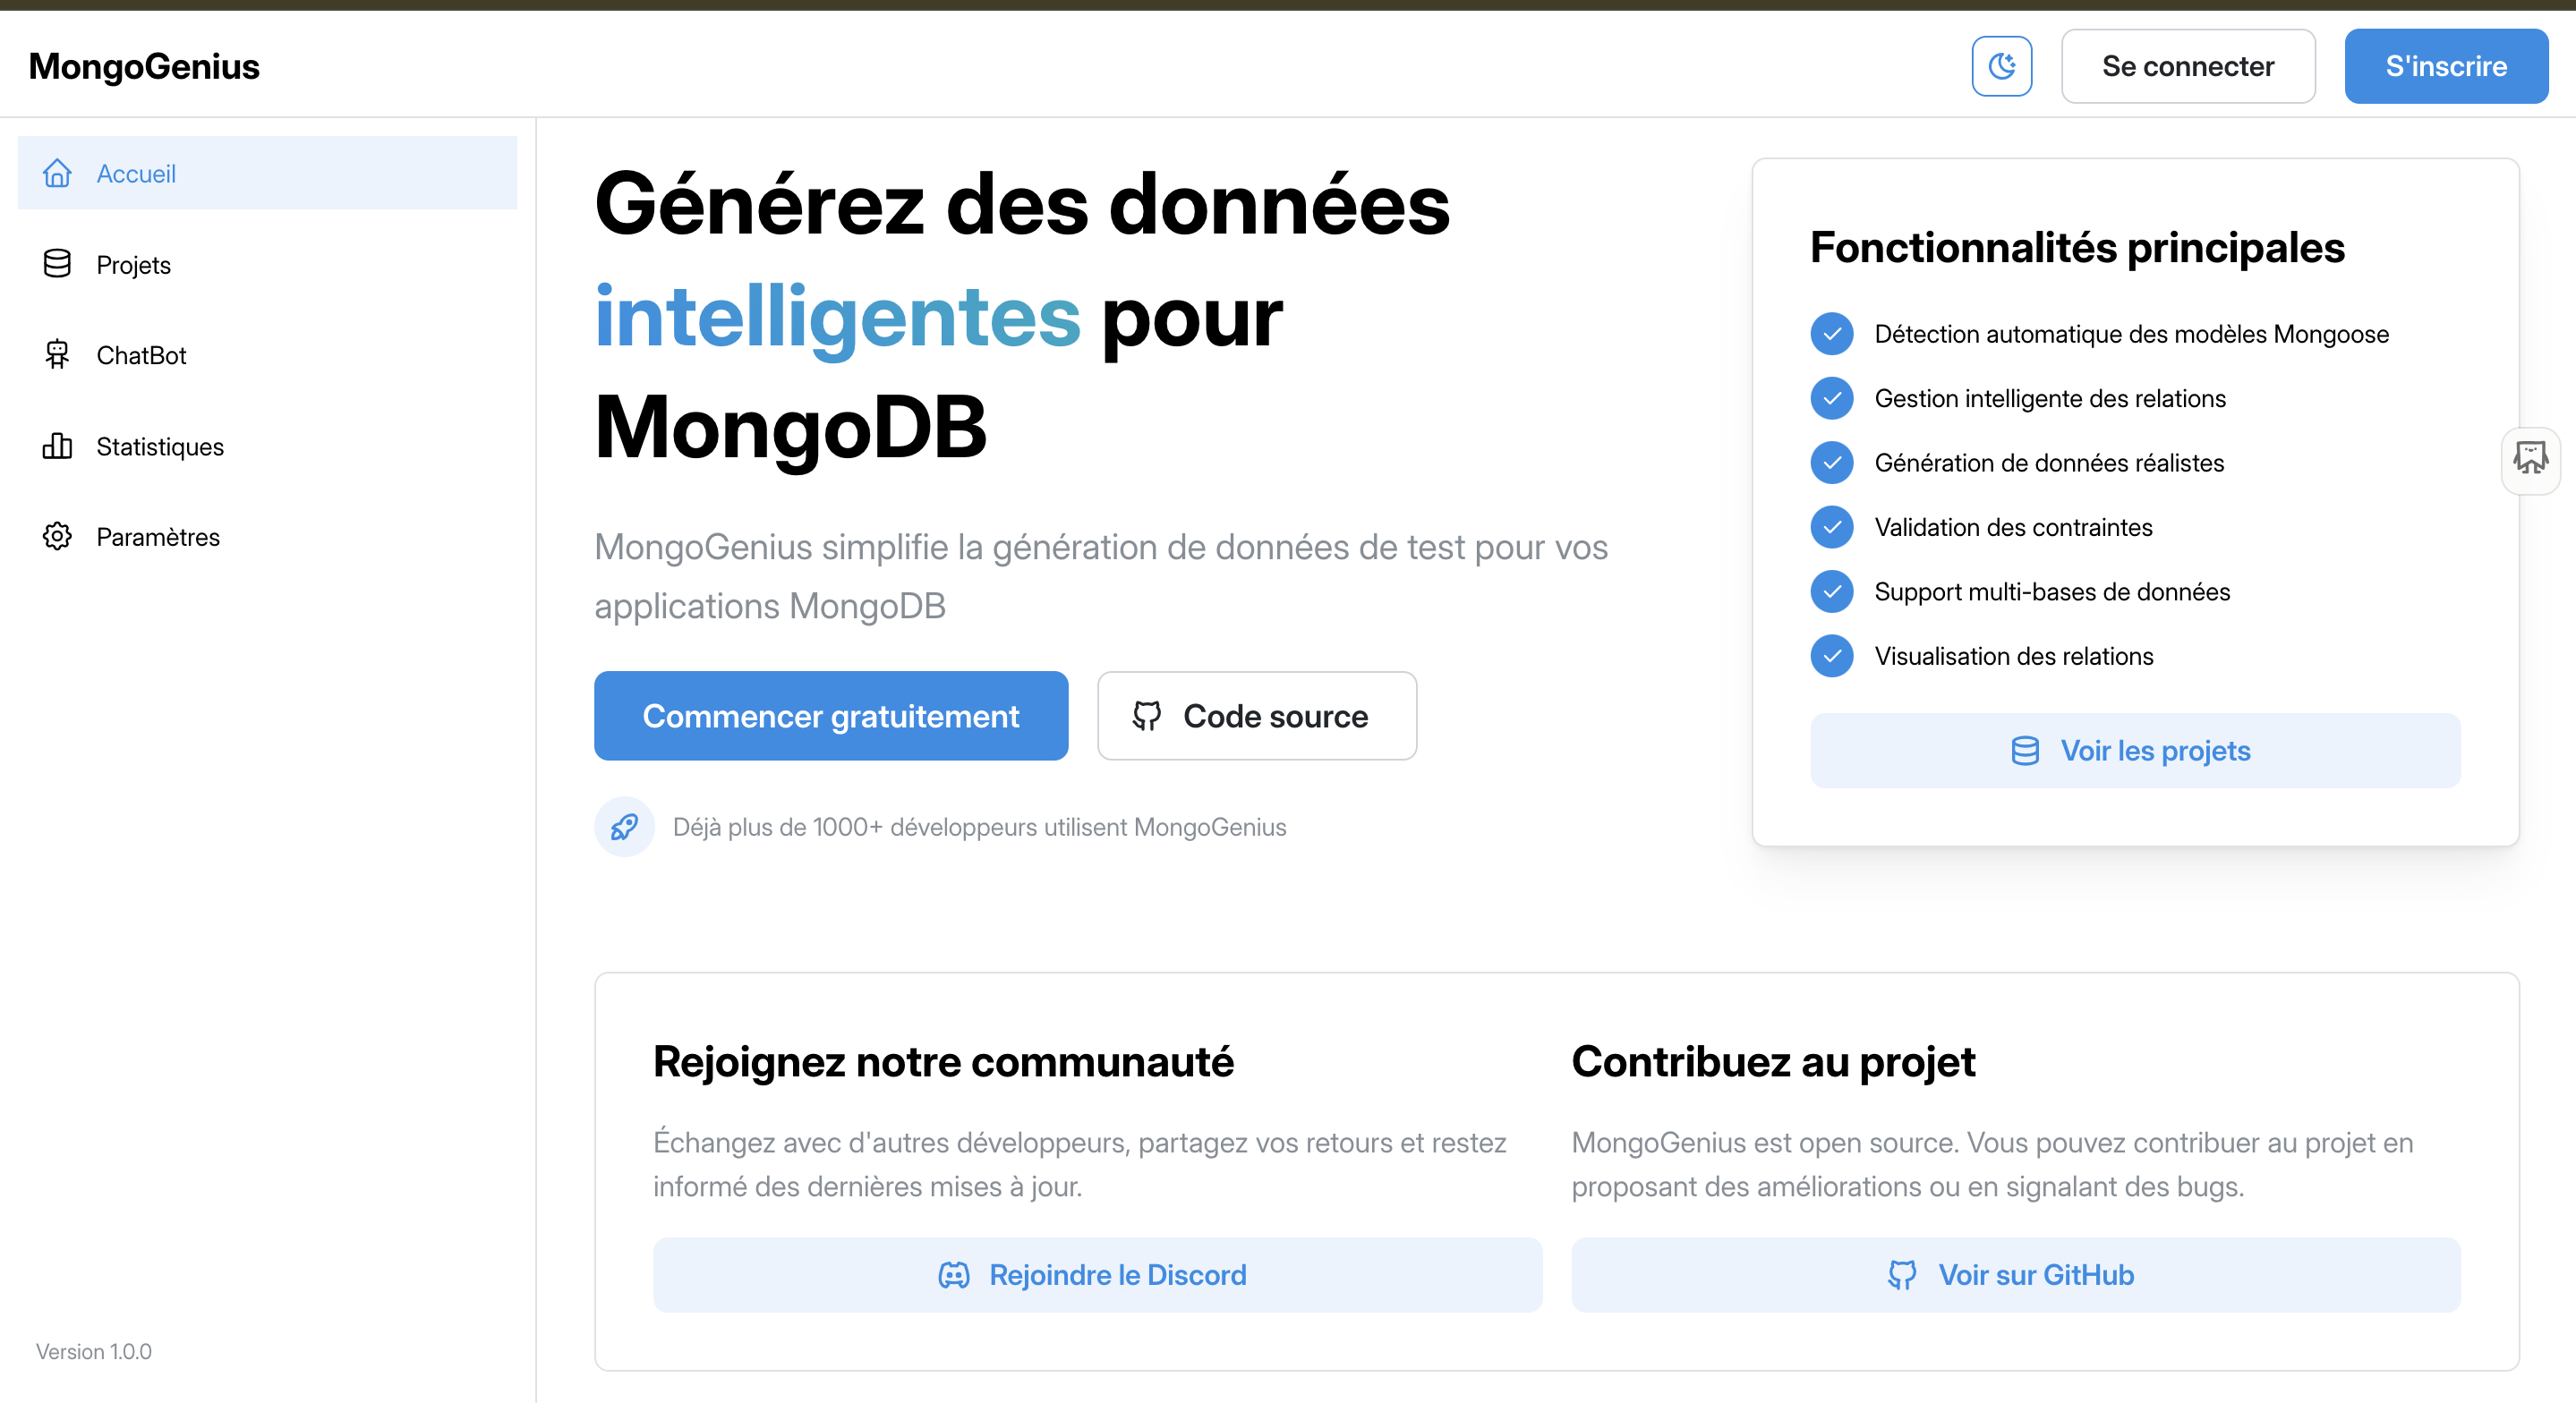 MongoGenius
Se connecter
S'inscrire
Accueil
Projets
ChatBot
Statistiques
Paramètres
Version 1.0.0
Générez des données
intelligentes pour
MongoDB
MongoGenius simplifie la génération de données de test pour vos
applications MongoDB
Commencer gratuitement
Code source
Déjà plus de 1000+ développeurs utilisent MongoGenius
Fonctionnalités principales
Détection automatique des modèles Mongoose
Gestion intelligente des relations
Génération de données réalistes
Validation des contraintes
Support multi-bases de données
Visualisation des relations
Voir les projets
Rejoignez notre communauté
Échangez avec d'autres développeurs, partagez vos retours et restez
informé des dernières mises à jour.
Rejoindre le Discord
Contribuez au projet
MongoGenius est open source. Vous pouvez contribuer au projet en
proposant des améliorations ou en signalant des bugs.
Voir sur GitHub